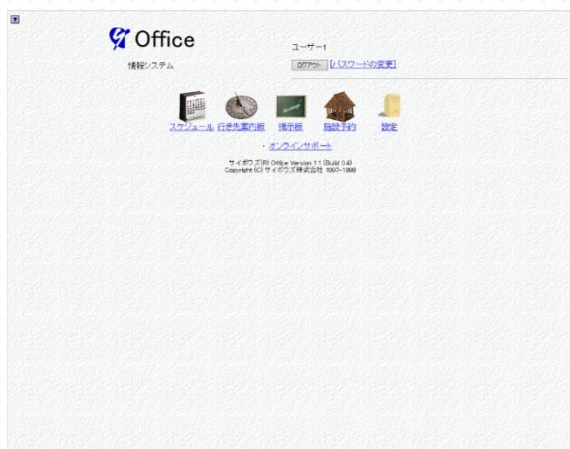 Office
情報システム
ユーザー1
ログアウト [パスワードの変更]
スケジュール 行き先案内板 掲示板 施設予約 設定
・オンラインサポート
サイボウズ(R) Office Version 1.1 (Build 0.4)
Copyright (C) サイボウズ株式会社 1997-1998